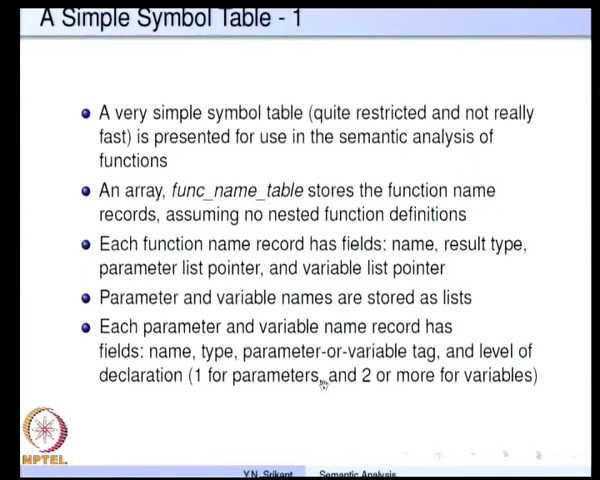 A Simple Symbol Table - 1
A very simple symbol table (quite restricted and not really
fast) is presented for use in the semantic analysis of
functions
An array, func_name_table stores the function name
records, assuming no nested function definitions
Each function name record has fields: name, result type,
parameter list pointer, and variable list pointer
Parameter and variable names are stored as lists
Each parameter and variable name record has
fields: name, type, parameter-or-variable tag, and level of
declaration (1 for parameters, and 2 or more for variables)
NPTEL
Y.N. Srikant Semantic Analysis